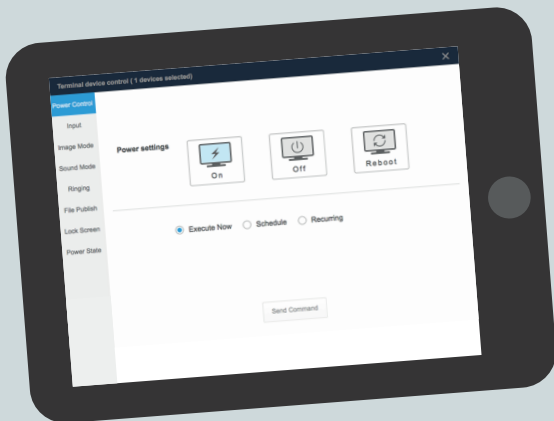 Terminal device control ( 1 devices selected)
Power Control
Input
Image Mode
Sound Mode
Ringing
File Publish
Lock Screen
Power State
Power settings
On
Off
Reboot
Execute Now
Schedule
Recurring
Send Command